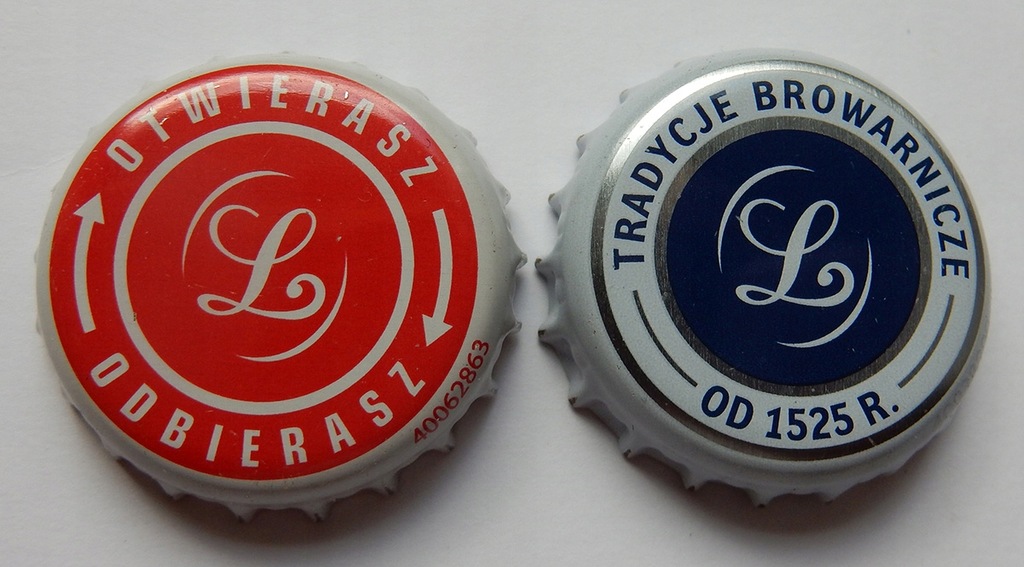 OTWIERASZ
L
ODBIERASZ
40062863
TRADYCJE BROWARNICZE
L
OD 1525 R.